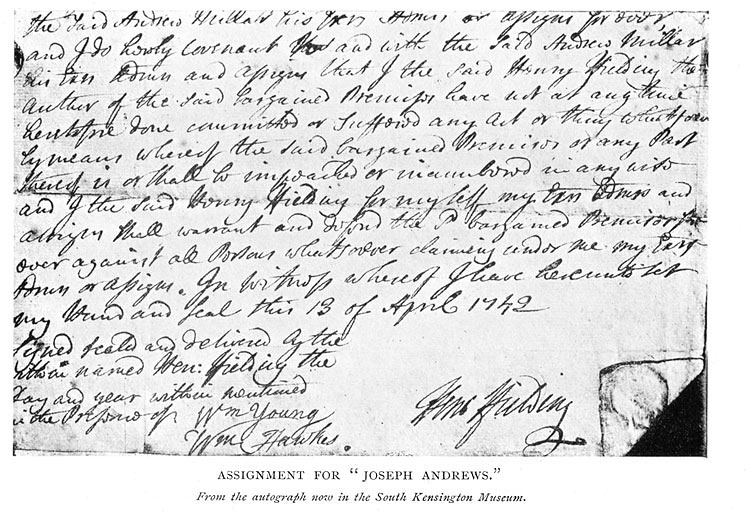 the said Andrew Millar his Exrs Admrs or assigns for ever
and I do hereby covenant to and with the said Andrew Millar
his Exrs Admrs and assigns that I the said Henry Fielding the
Author of the said bargained Premises have not at any time
heretofore done committed or suffered any Act or thing whatsoever
by means whereof the said bargained Premises or any Part
thereof is or shall be impeached or incumbered in any wise
and I the said Henry Fielding for myself my Exrs Admrs and
assigns shall warrant and defend the sd bargained Premises for
ever against all Persons whatsoever claiming under me my Exrs
Admrs or assigns. In witness whereof I have hereunto set
my Hand and Seal this 13 of April 1742
Signed sealed and delivered by the
within named Hen: Fielding the
Day and year within mentioned
in the Presence of Wm Young
Wm Hawkes.
Hen Fielding
ASSIGNMENT FOR "JOSEPH ANDREWS."
From the autograph now in the South Kensington Museum.